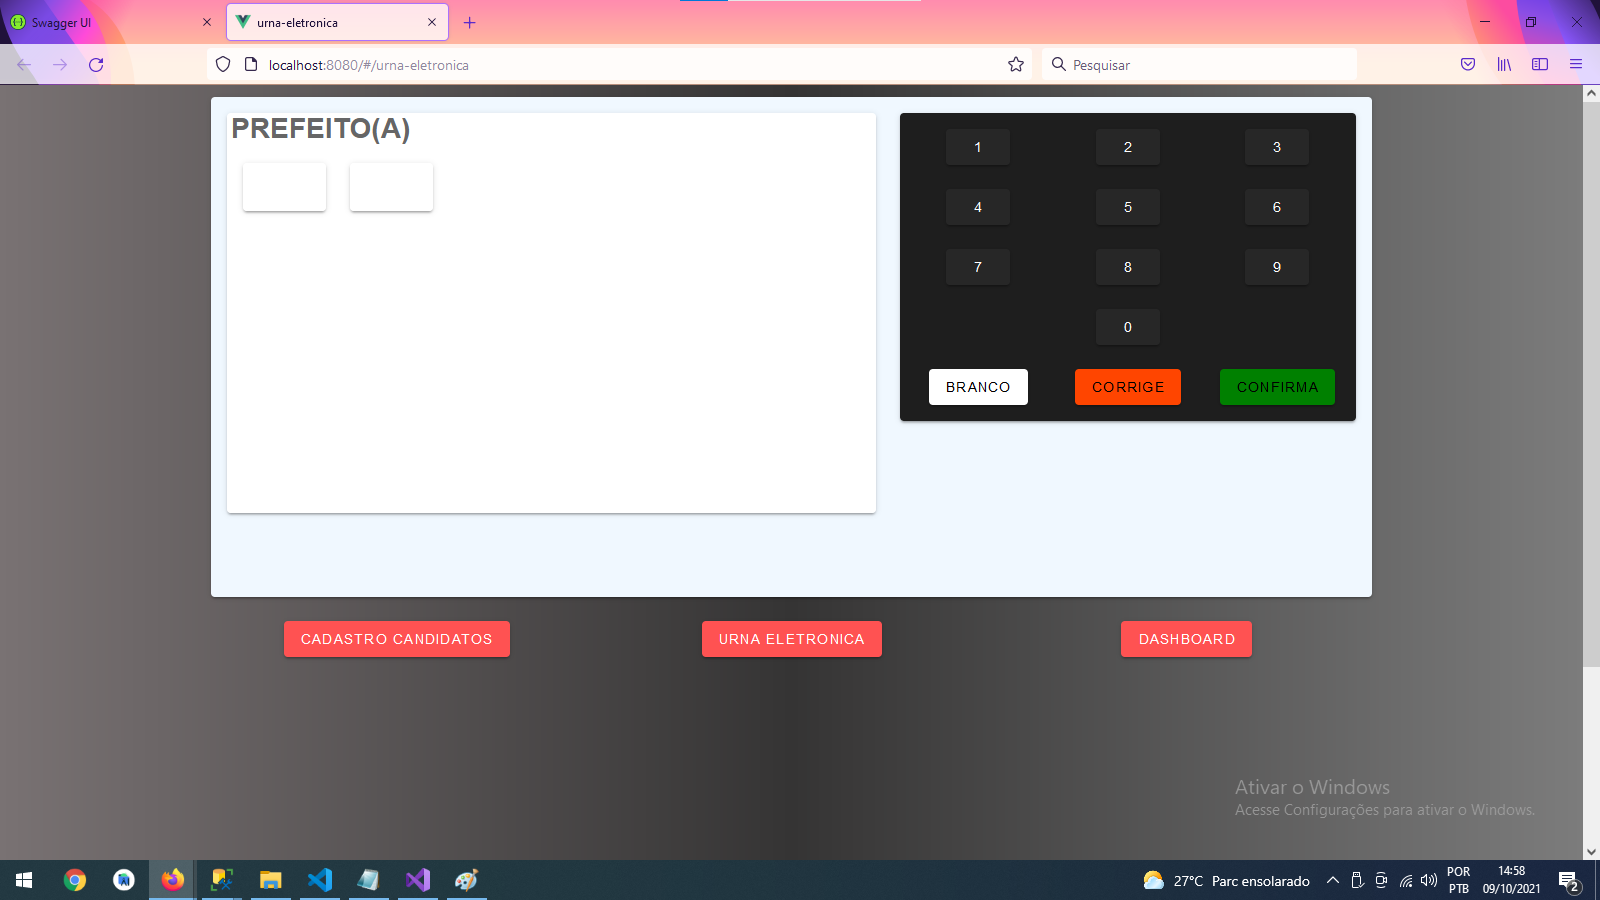 Swagger UI
urna-eletronica
localhost:8080/#/urna-eletronica
Pesquisar
PREFEITO(A)
1 2 3
4 5 6
7 8 9
0
BRANCO CORRIGE CONFIRMA
CADASTRO CANDIDATOS URNA ELETRONICA DASHBOARD
Ativar o Windows
Acesse Configurações para ativar o Windows.
27°C Parc ensolarado
POR
PTB
14:58
09/10/2021
2